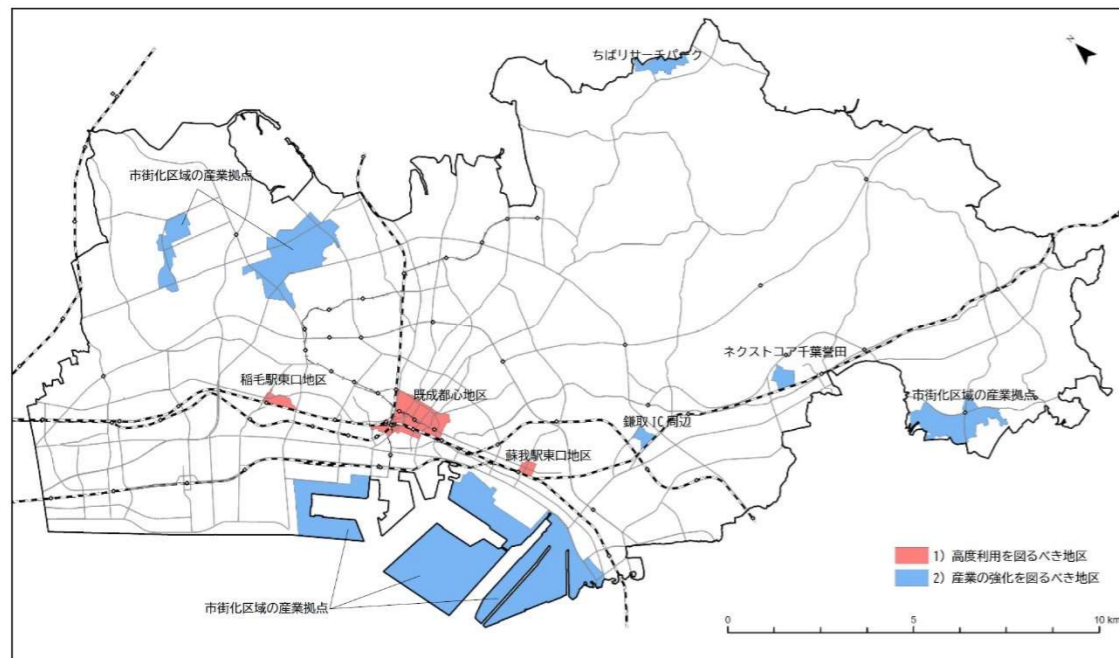 ちばリサーチパーク
N
市街化区域の産業拠点
ネクストコア千葉誉田
稲毛駅東口地区
既成都心地区
市街化区域の産業拠点
鎌取 IC 周辺
蘇我駅東口地区
1）高度利用を図るべき地区
2）産業の強化を図るべき地区
市街化区域の産業拠点
0 5 10 km